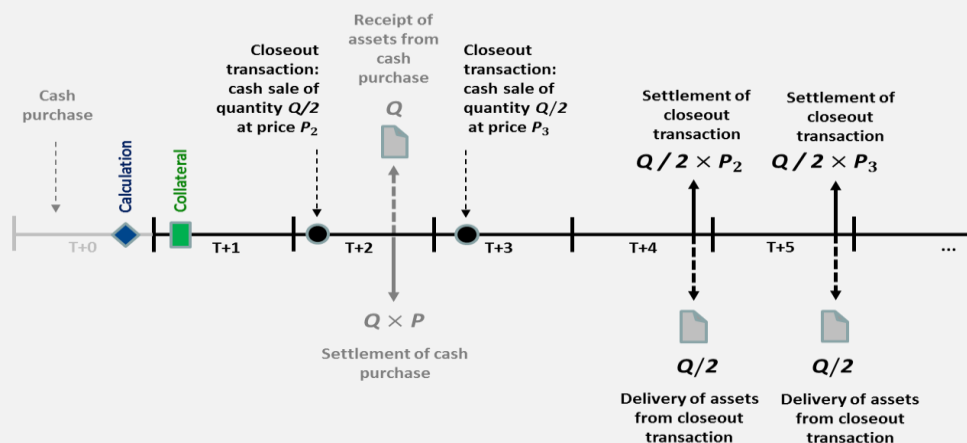 Receipt of
assets from
cash
purchase
Q
Cash
purchase
Calculation
Collateral
Closeout
transaction:
cash sale of
quantity Q/2
at price P₂
Closeout
transaction:
cash sale of
quantity Q/2
at price P₃
Settlement of
closeout
transaction
Q / 2 × P₂
Settlement of
closeout
transaction
Q / 2 × P₃
T+0
T+1
T+2
T+3
T+4
T+5
...
Q × P
Settlement of cash
purchase
Q/2
Delivery of assets
from closeout
transaction
Q/2
Delivery of assets
from closeout
transaction